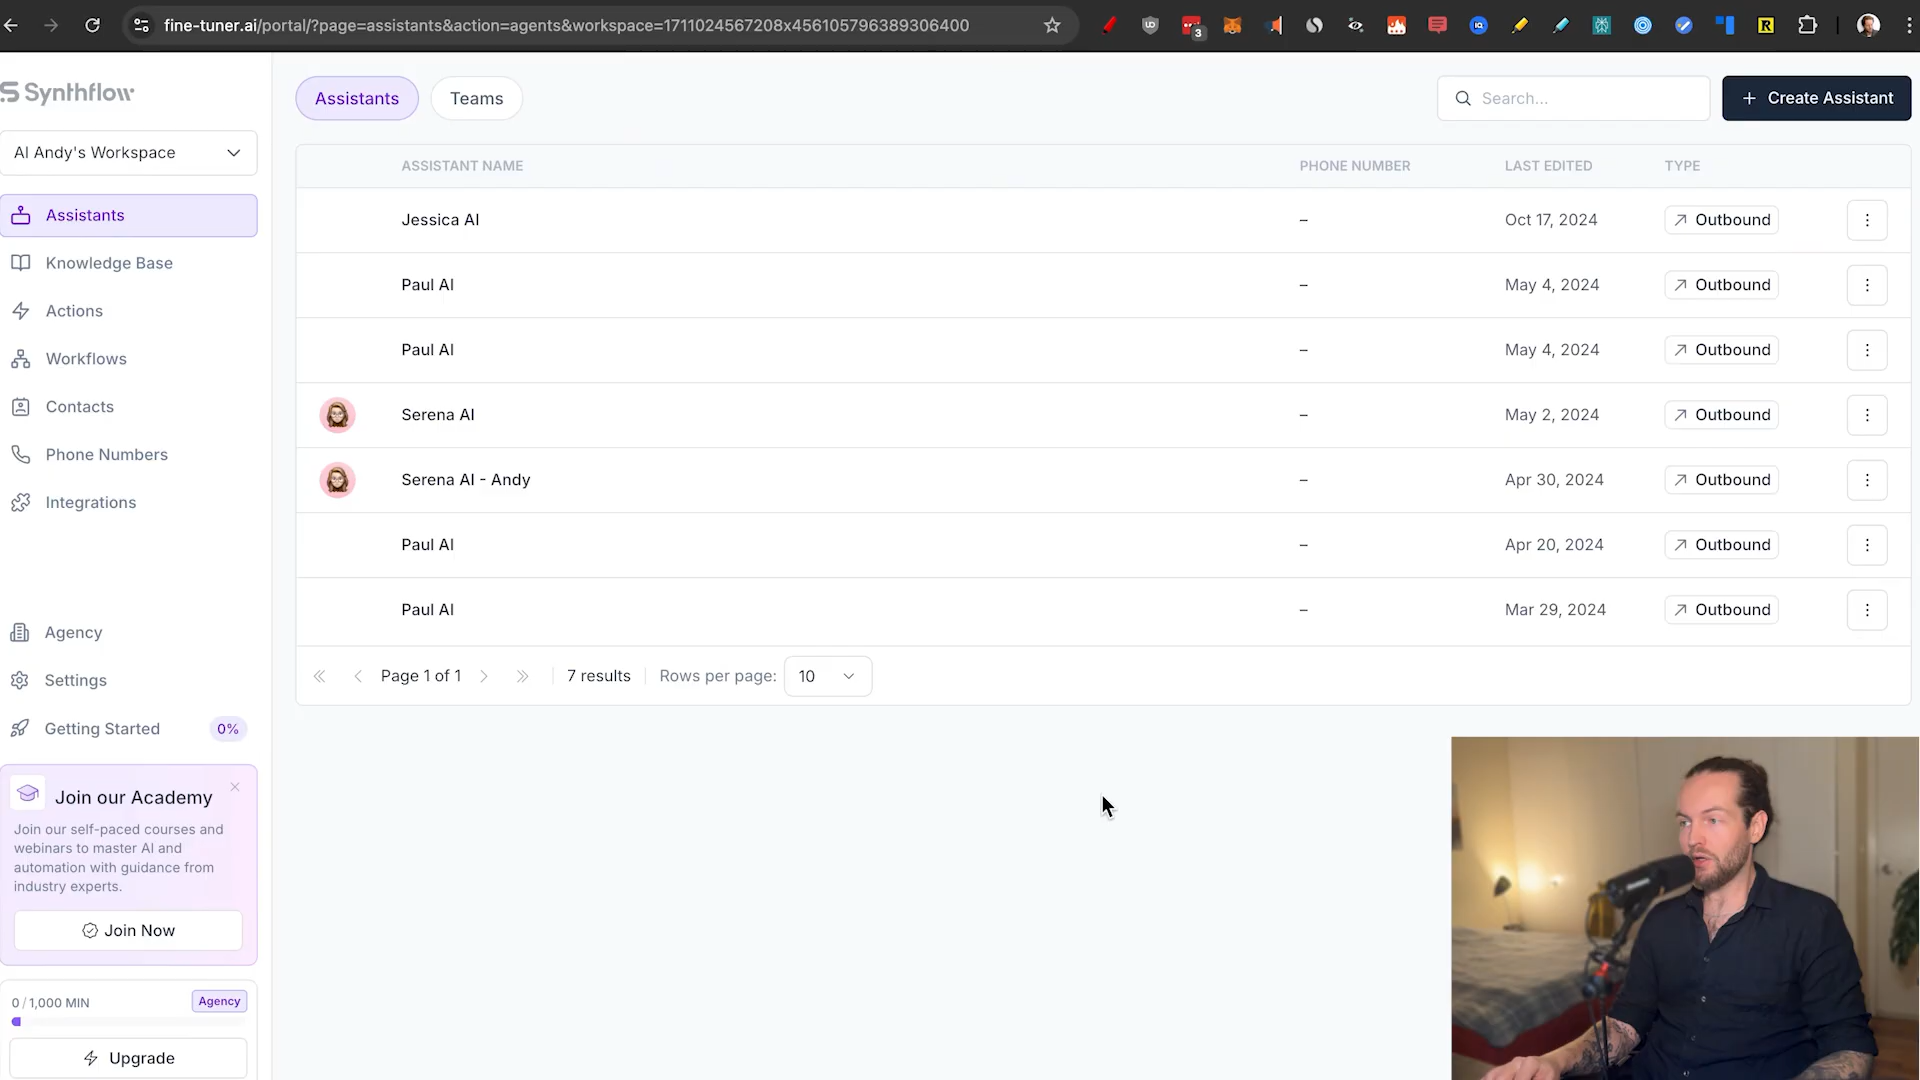 fine-tuner.ai/portal/?page=assistants&action=agents&workspace=1711024567208x456105796389306400
3
Synthflow
AI Andy's Workspace
Assistants
Knowledge Base
Actions
Workflows
Contacts
Phone Numbers
Integrations
Agency
Settings
Getting Started 0%
Join our Academy
Join our self-paced courses and
webinars to master AI and
automation with guidance from
industry experts.
Join Now
0 / 1,000 MIN Agency
Upgrade
Assistants Teams Search... + Create Assistant
ASSISTANT NAME PHONE NUMBER LAST EDITED TYPE
Jessica AI – Oct 17, 2024 Outbound
Paul AI – May 4, 2024 Outbound
Paul AI – May 4, 2024 Outbound
Serena AI – May 2, 2024 Outbound
Serena AI - Andy – Apr 30, 2024 Outbound
Paul AI – Apr 20, 2024 Outbound
Paul AI – Mar 29, 2024 Outbound
Page 1 of 1 7 results Rows per page: 10